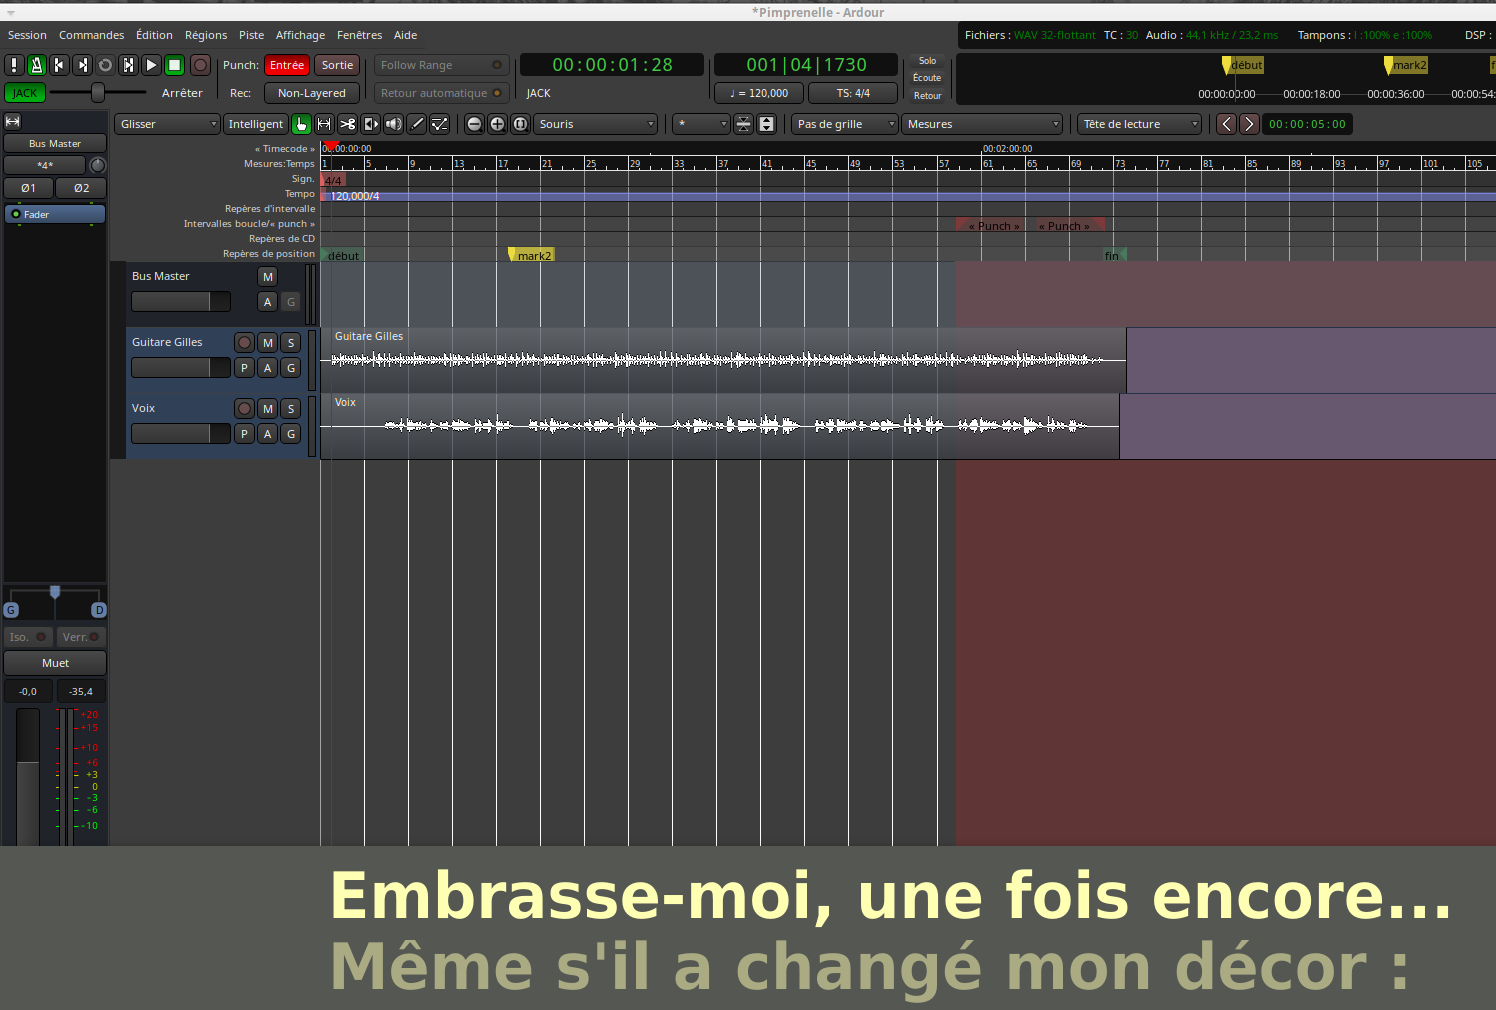 *Pimprenelle - Ardour
Session Commandes Édition Régions Piste Affichage Fenêtres Aide
Fichiers : WAV 32-flottant TC : 30 Audio : 44,1 kHz / 23,2 ms Tampons : l :100% e :100% DSP :
Punch: Entrée Sortie Follow Range 00:00:01:28 001|04|1730 Solo
Écoute
Retour
début mark2 f
JACK Arrêter Rec: Non-Layered Retour automatique JACK ♩ = 120,000 TS: 4/4
00:00:00:00 00:00:18:00 00:00:36:00 00:00:54:
Glisser Intelligent Souris * Pas de grille Mesures Tête de lecture 00:00:05:00
Bus Master
*4*
Ø1 Ø2
Fader
« Timecode » 00:00:00:00 00:02:00:00
Mesures:Temps 1 5 9 13 17 21 25 29 33 37 41 45 49 53 57 61 65 69 73 77 81 85 89 93 97 101 105
Sign. 4/4
Tempo 120,000/4
Repères d'intervalle
Intervalles boucle/« punch » « Punch » « Punch »
Repères de CD
Repères de position début mark2 fin
Bus Master M
A G
Guitare Gilles M S Guitare Gilles
P A G
Voix M S Voix
P A G
G D
Iso. Verr.
Muet
-0,0 -35,4
+20
+15
+10
+6
+3
0
-3
-6
-10
Embrasse-moi, une fois encore...
Même s'il a changé mon décor :